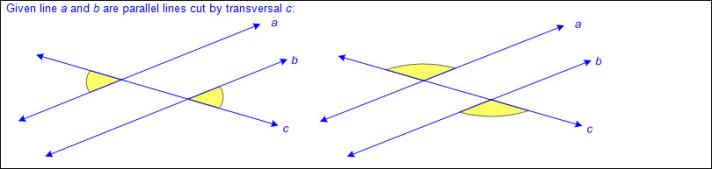 Given line a and b are parallel lines cut by transversal c:
a
b
c
a
b
c